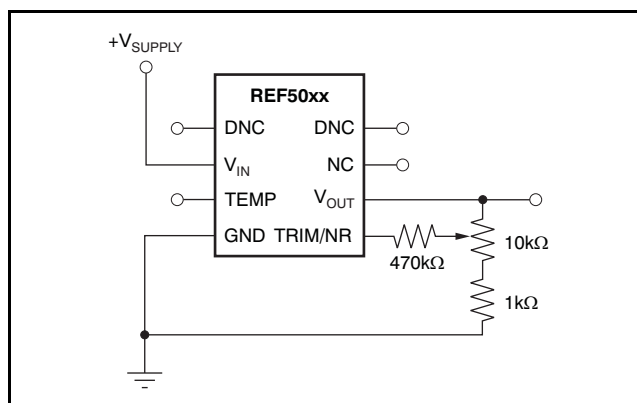 +VSUPPLY
REF50xx
DNC DNC
VIN NC
TEMP VOUT
GND TRIM/NR
10kΩ
470kΩ
1kΩ